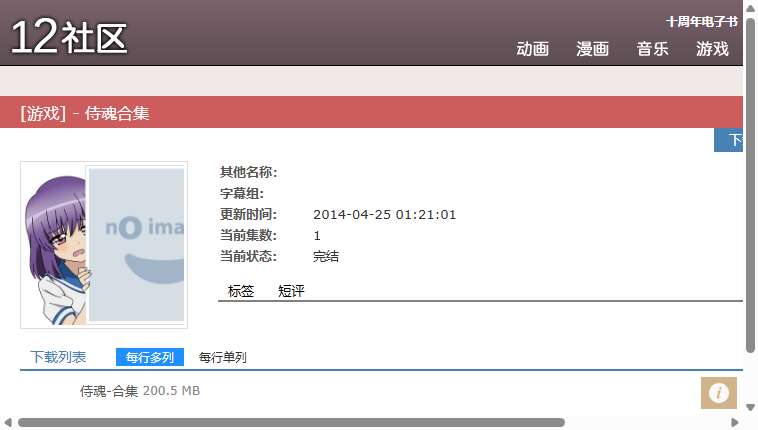 12社区
十周年电子书
动画 漫画 音乐 游戏
[游戏] - 侍魂合集
下
no ima
其他名称:
字幕组:
更新时间: 2014-04-25 01:21:01
当前集数: 1
当前状态: 完结
标签 短评
下载列表 每行多列 每行单列
侍魂-合集 200.5 MB
i